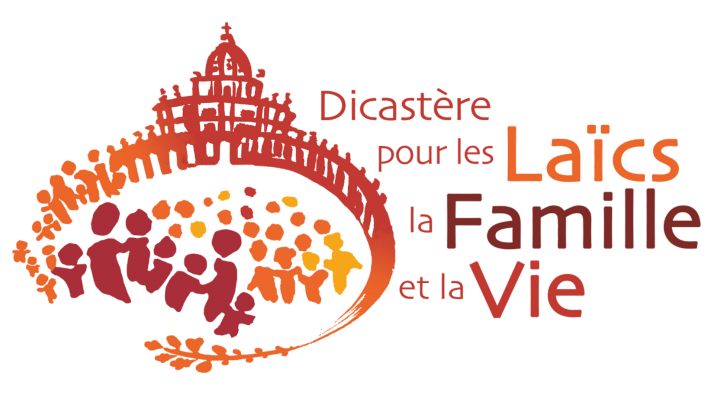 Dicastère
pour les Laïcs
la Famille
et la Vie